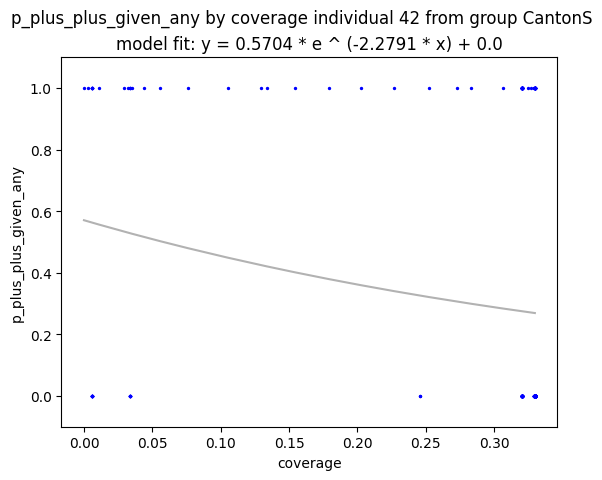 p_plus_plus_given_any by coverage individual 42 from group CantonS
model fit: y = 0.5704 * e ^ (-2.2791 * x) + 0.0
p_plus_plus_given_any
1.0
0.8
0.6
0.4
0.2
0.0
0.00 0.05 0.10 0.15 0.20 0.25 0.30
coverage